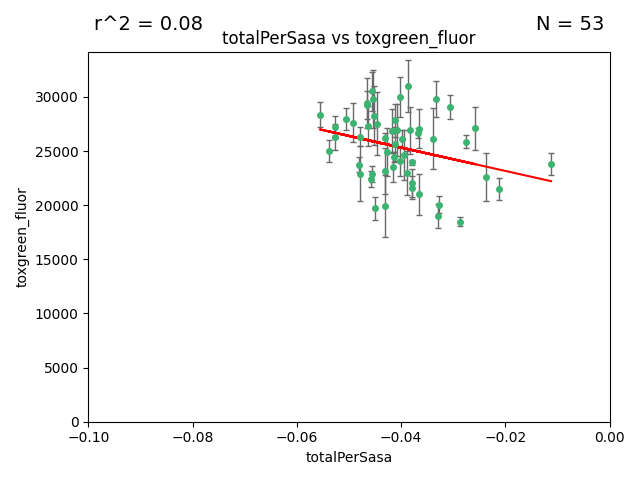 r^2 = 0.08
N = 53
totalPerSasa vs toxgreen_fluor
30000
25000
20000
15000
10000
5000
0
toxgreen_fluor
−0.10
−0.08
−0.06
−0.04
−0.02
0.00
totalPerSasa